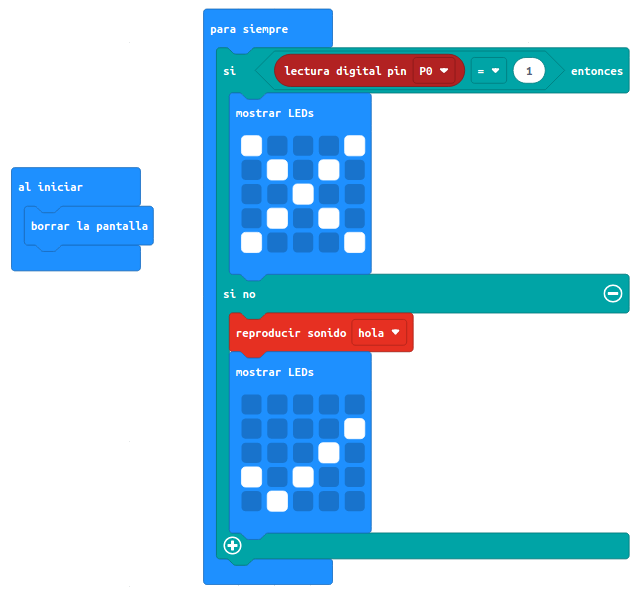 al iniciar
borrar la pantalla
para siempre
si lectura digital pin P0 = 1 entonces
mostrar LEDs
si no
reproducir sonido hola
mostrar LEDs